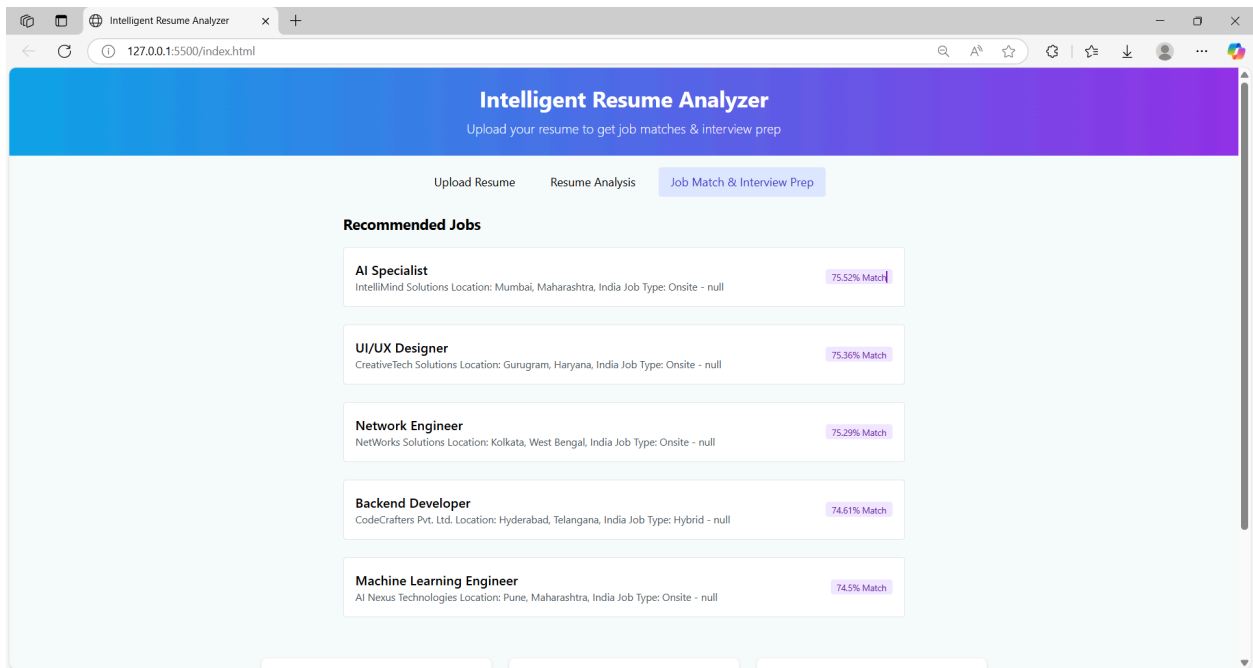 Intelligent Resume Analyzer
127.0.0.1:5500/index.html
Intelligent Resume Analyzer
Upload your resume to get job matches & interview prep
Upload Resume Resume Analysis Job Match & Interview Prep
Recommended Jobs
AI Specialist
IntelliMind Solutions Location: Mumbai, Maharashtra, India Job Type: Onsite - null
75.52% Match
UI/UX Designer
CreativeTech Solutions Location: Gurugram, Haryana, India Job Type: Onsite - null
75.36% Match
Network Engineer
NetWorks Solutions Location: Kolkata, West Bengal, India Job Type: Onsite - null
75.29% Match
Backend Developer
CodeCrafters Pvt. Ltd. Location: Hyderabad, Telangana, India Job Type: Hybrid - null
74.61% Match
Machine Learning Engineer
AI Nexus Technologies Location: Pune, Maharashtra, India Job Type: Onsite - null
74.5% Match